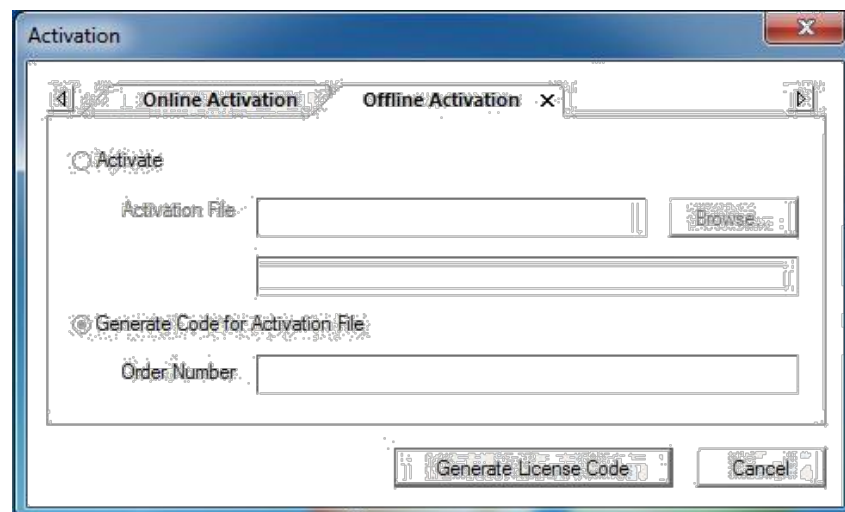 Activation
Online Activation Offline Activation X
Activate
Activation File Browse...
Generate Code for Activation File
Order Number
Generate License Code Cancel